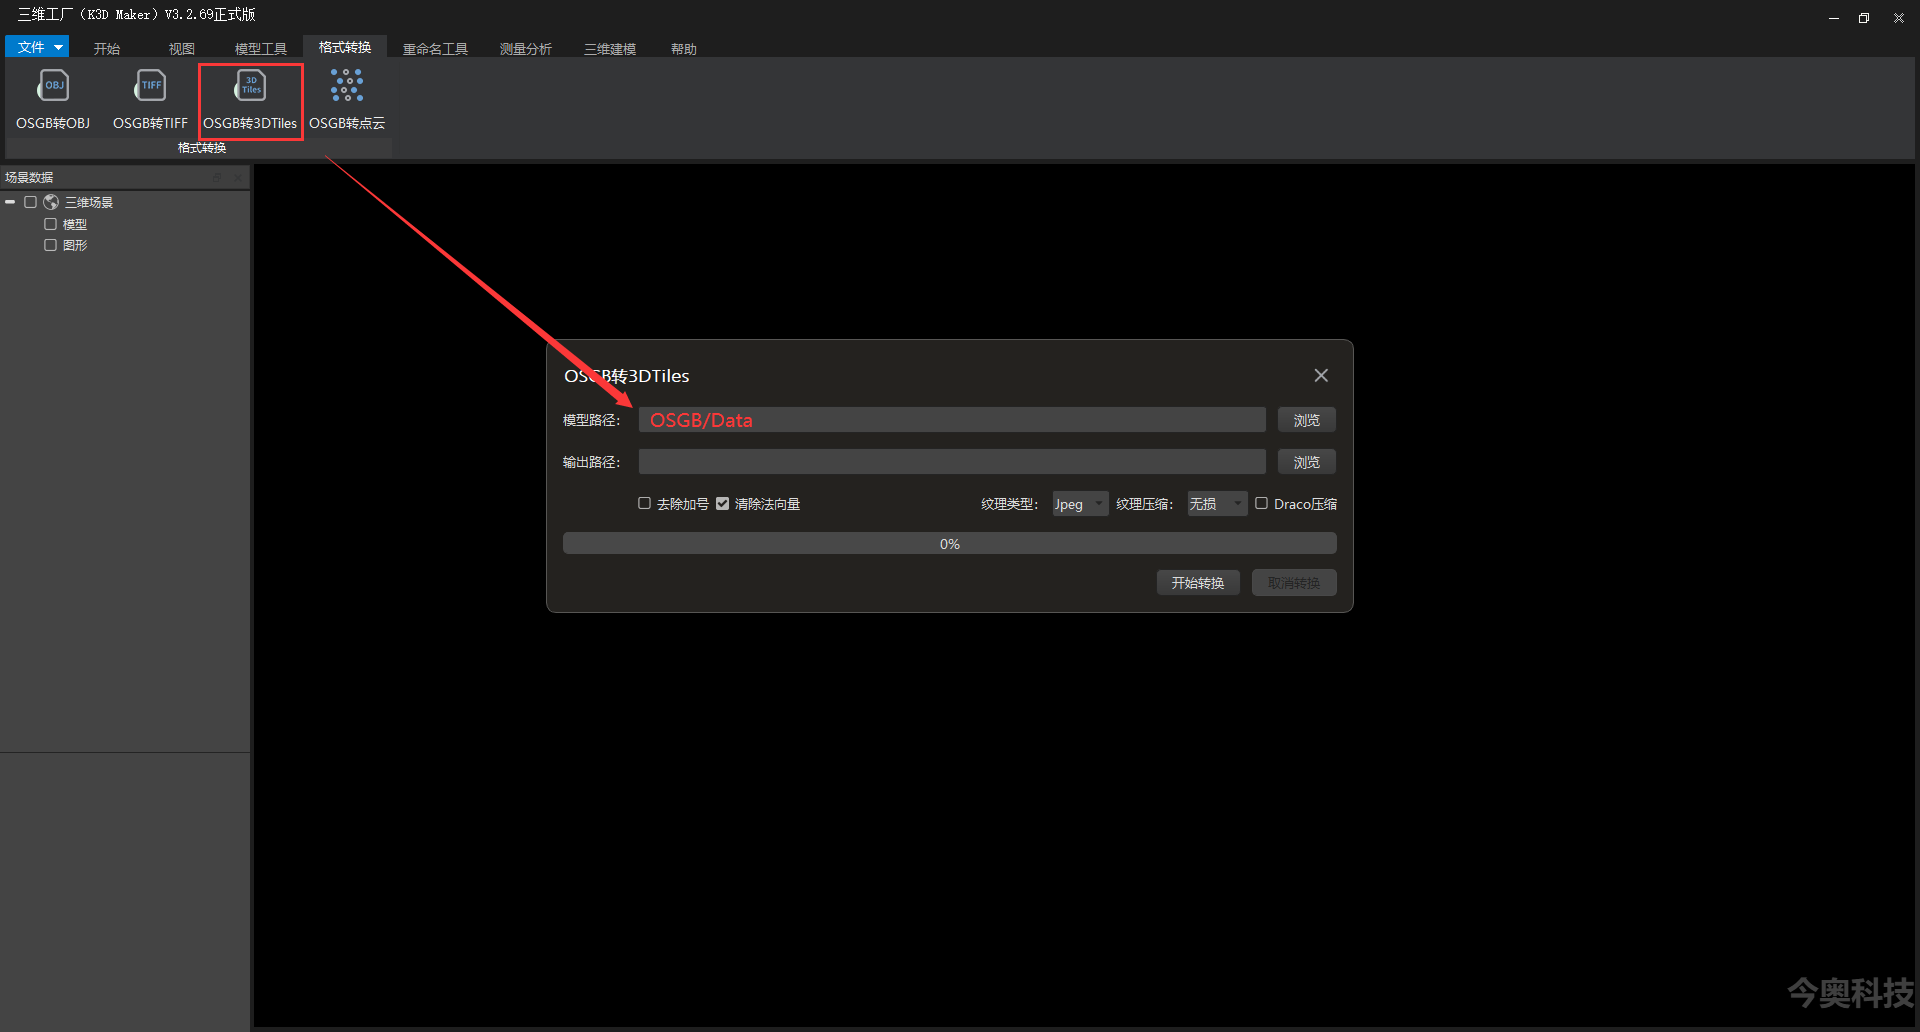 三维工厂（K3D Maker）V3.2.69正式版
文件 开始 视图 模型工具 格式转换 重命名工具 测量分析 三维建模 帮助
OBJ TIFF 3D Tiles
OSGB转OBJ OSGB转TIFF OSGB转3DTiles OSGB转点云
格式转换
场景数据
三维场景
模型
图形
OSGB转3DTiles
模型路径： OSGB/Data 浏览
输出路径： 浏览
去除加号 清除法向量 纹理类型： Jpeg 纹理压缩： 无损 Draco压缩
0%
开始转换 取消转换
今奥科技